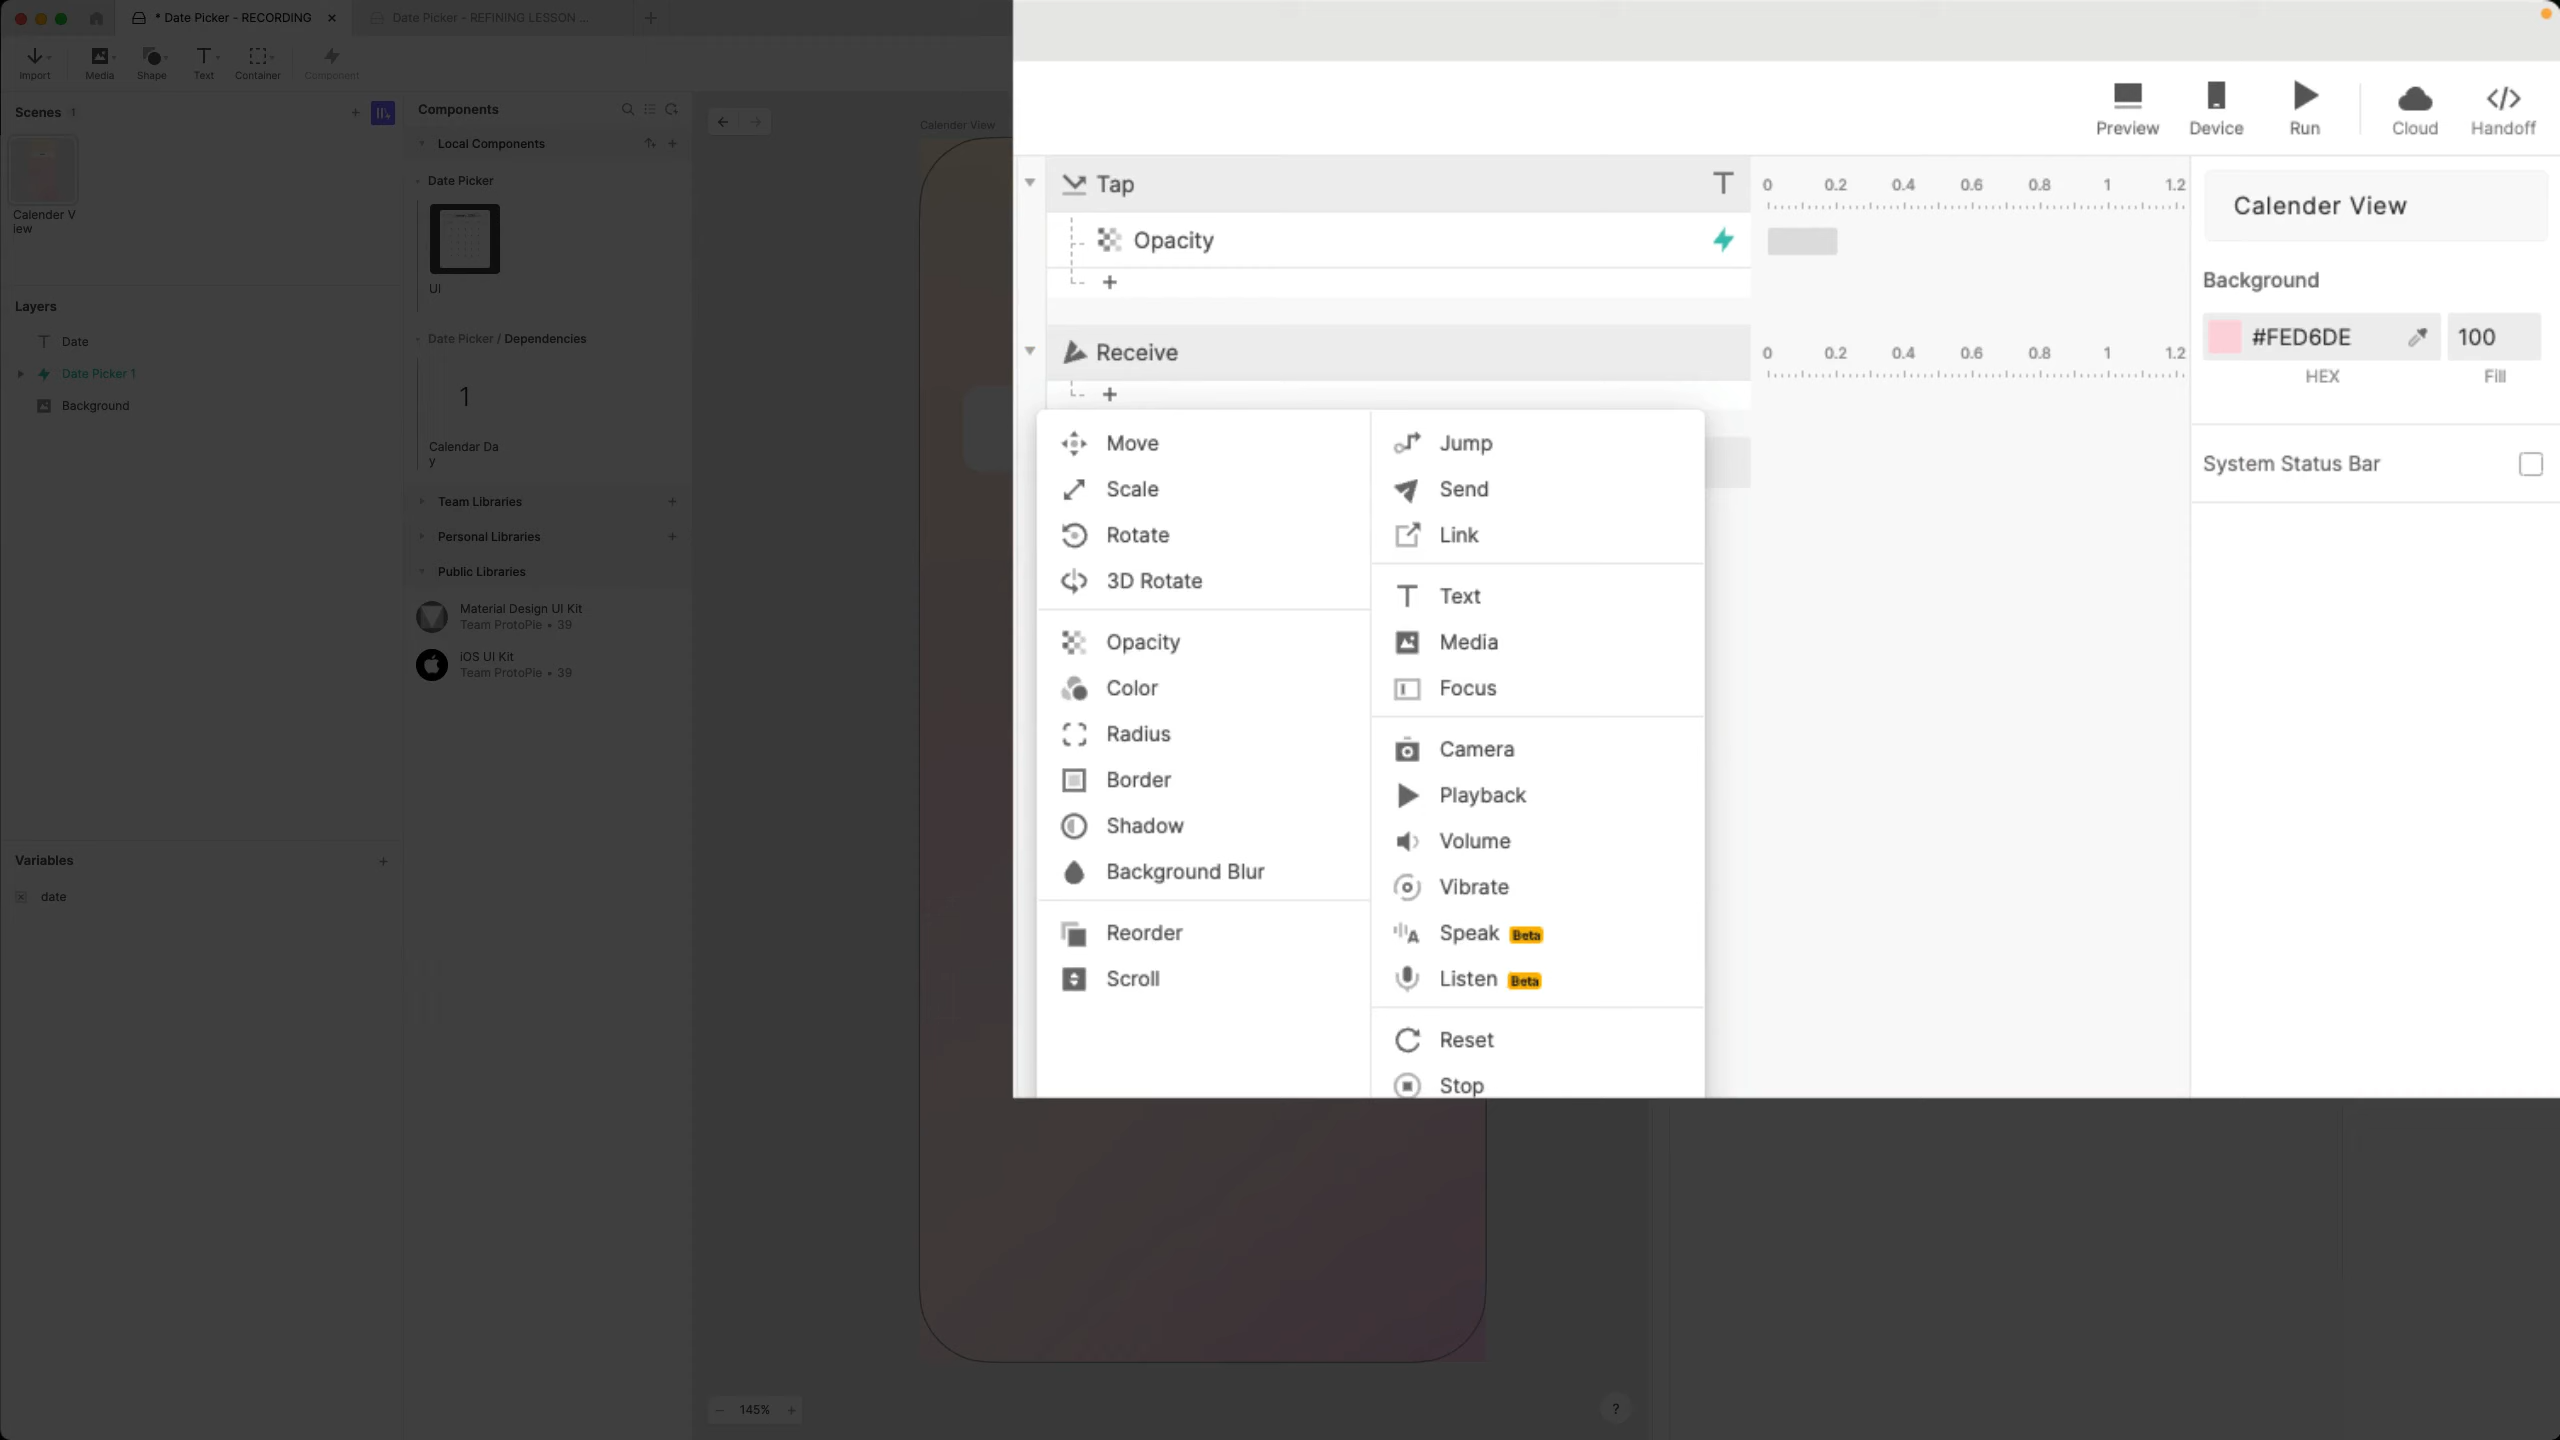 * Date Picker - RECORDING
Date Picker - REFINING LESSON ...
Import
Media
Shape
Text
Container
Component
Scenes 1
Calender V
iew
Layers
Date
Date Picker 1
Background
Variables
date
Components
Local Components
Date Picker
UI
Date Picker / Dependencies
1
Calendar Da
y
Team Libraries
Personal Libraries
Public Libraries
Material Design UI Kit
Team ProtoPie • 39
iOS UI Kit
Team ProtoPie • 39
Calender View
145%
?
Preview
Device
Run
Cloud
Handoff
Tap
0 0.2 0.4 0.6 0.8 1 1.2
Opacity
Receive
0 0.2 0.4 0.6 0.8 1 1.2
Move
Scale
Rotate
3D Rotate
Opacity
Color
Radius
Border
Shadow
Background Blur
Reorder
Scroll
Jump
Send
Link
Text
Media
Focus
Camera
Playback
Volume
Vibrate
Speak Beta
Listen Beta
Reset
Stop
Calender View
Background
#FED6DE 100
HEX Fill
System Status Bar